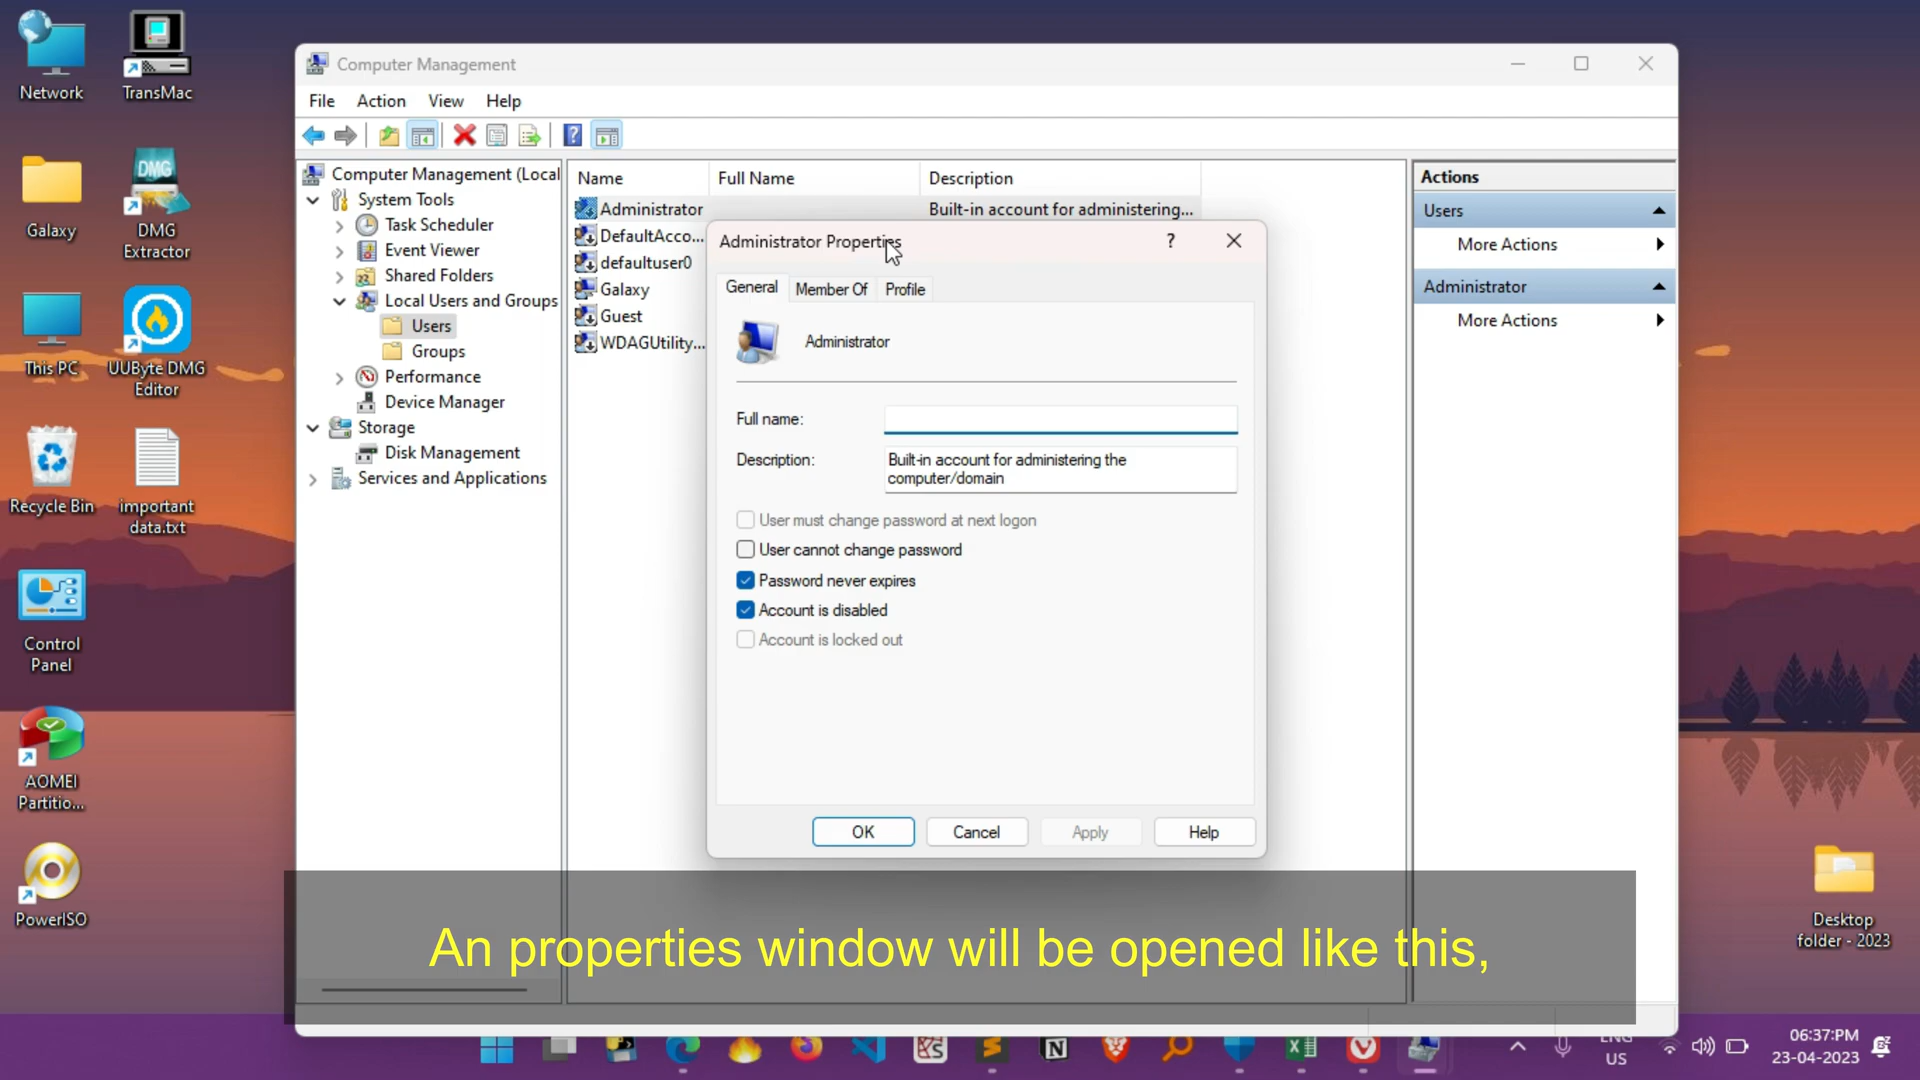 Network
TransMac
Galaxy
DMG
DMG
Extractor
This PC
UUByte DMG
Editor
Recycle Bin
important
data.txt
Control
Panel
AOMEI
Partitio...
PowerISO
Computer Management
File Action View Help
Computer Management (Local
System Tools
Task Scheduler
Event Viewer
Shared Folders
Local Users and Groups
Users
Groups
Performance
Device Manager
Storage
Disk Management
Services and Applications
Name Full Name Description
Administrator Built-in account for administering...
DefaultAcco...
defaultuser0
Galaxy
Guest
WDAGUtility...
Administrator Properties
?
General Member Of Profile
Administrator
Full name:
Description: Built-in account for administering the
computer/domain
User must change password at next logon
User cannot change password
Password never expires
Account is disabled
Account is locked out
OK Cancel Apply Help
Actions
Users
More Actions
Administrator
More Actions
An properties window will be opened like this,
Desktop
folder - 2023
ENG
US
06:37:PM
23-04-2023